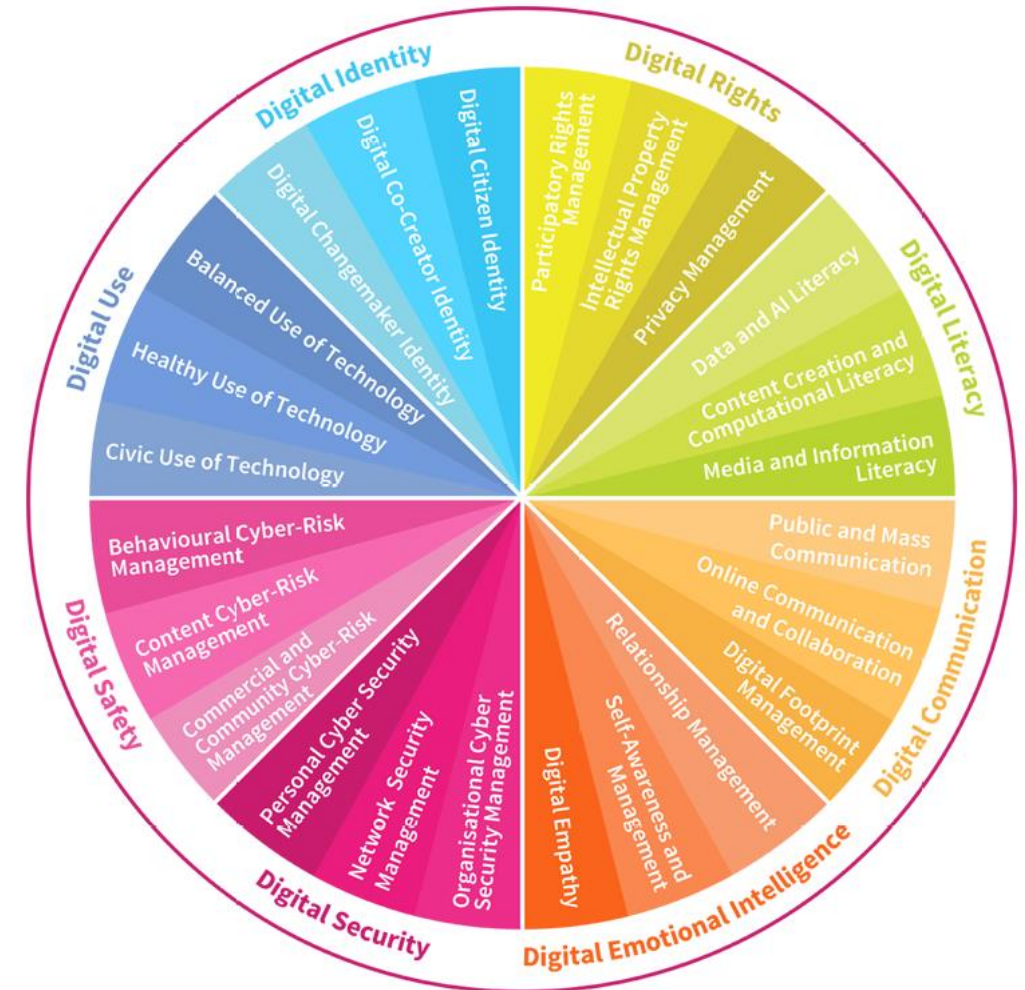 Digital Identity
Digital Citizen Identity
Digital Co-Creator Identity
Digital Changemaker Identity
Digital Rights
Participatory Rights
Management
Intellectual Property
Rights Management
Privacy Management
Digital Literacy
Data and AI Literacy
Content Creation and
Computational Literacy
Media and Information
Literacy
Digital Communication
Public and Mass
Communication
Online Communication
and Collaboration
Digital Footprint
Management
Digital Emotional Intelligence
Relationship Management
Self-Awareness and
Management
Digital Empathy
Digital Security
Organisational Cyber
Security Management
Network Security
Management
Personal Cyber Security
Management
Digital Safety
Commercial and
Community Cyber-Risk
Management
Content Cyber-Risk
Management
Behavioural Cyber-Risk
Management
Digital Use
Civic Use of Technology
Healthy Use of Technology
Balanced Use of Technology